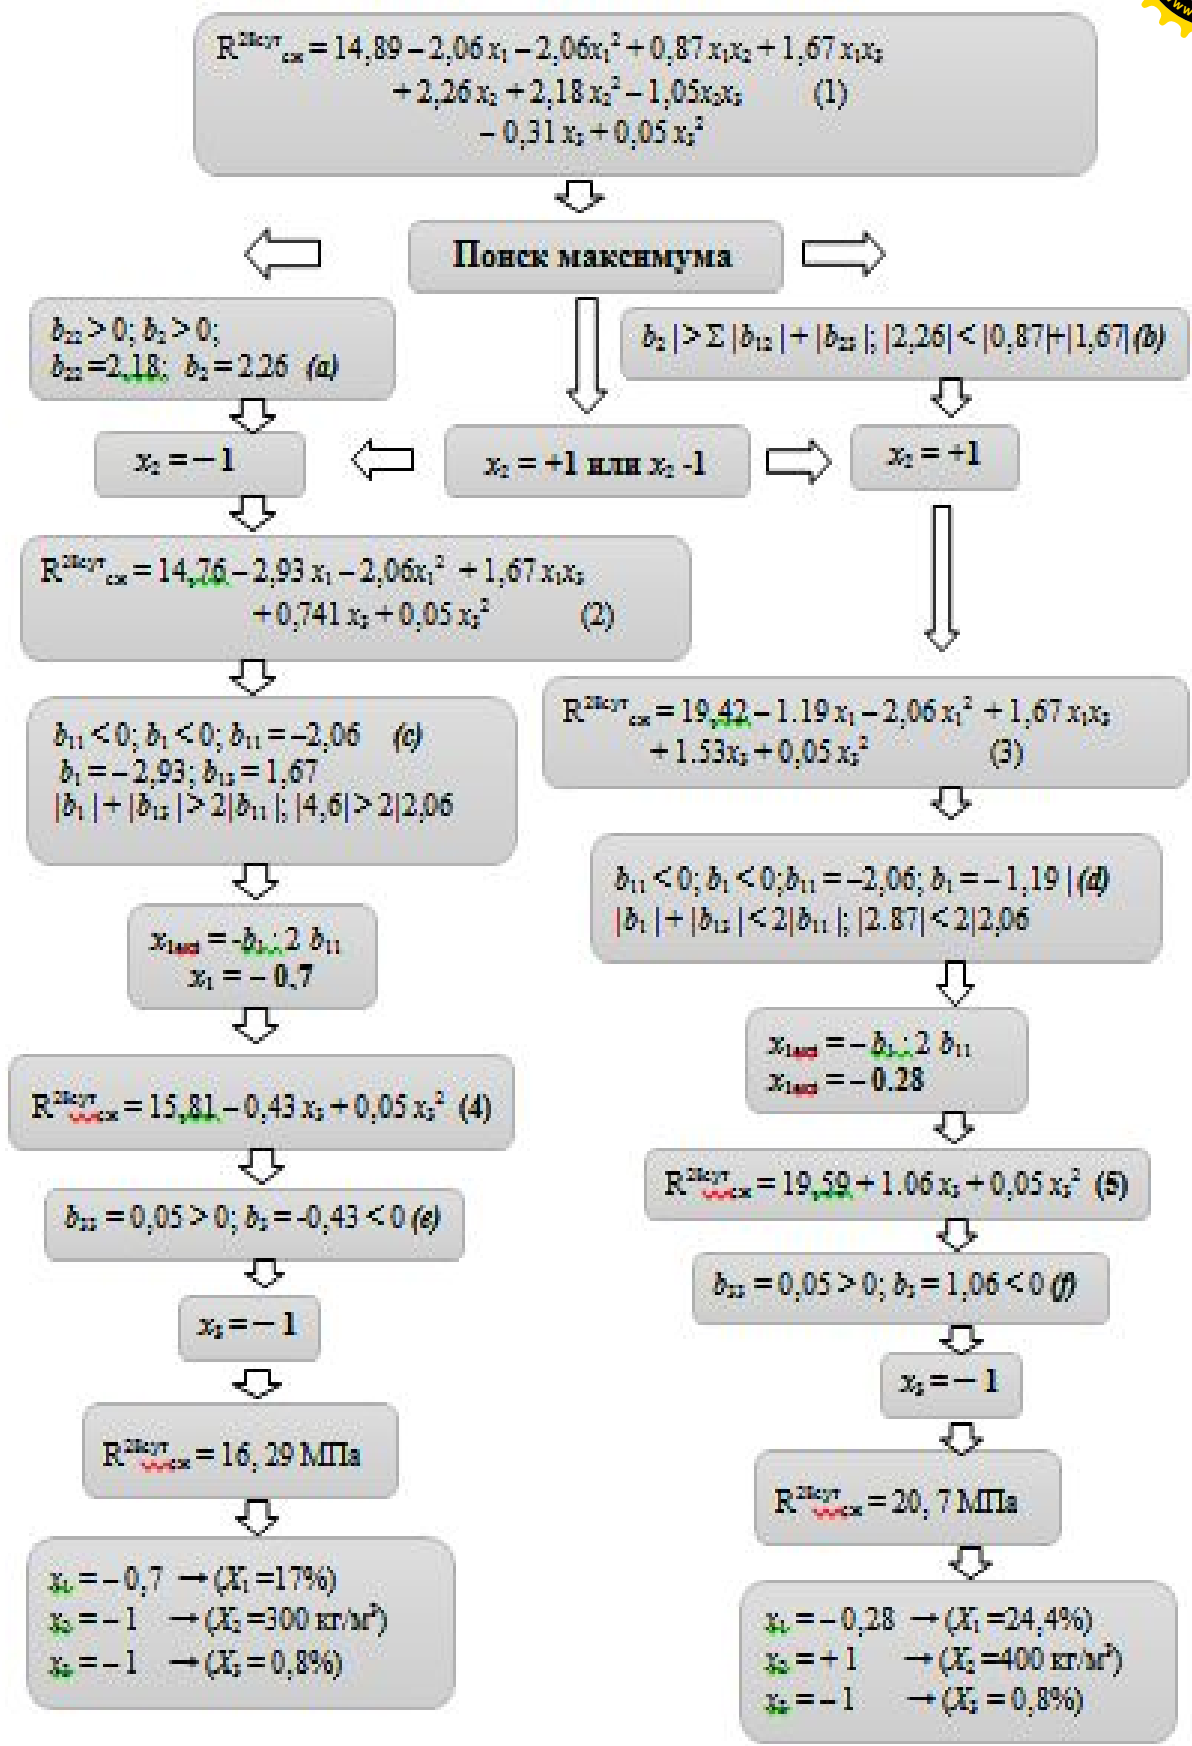 R²⁸ˢᵘᵗ сж = 14,89 – 2,06 x₁ – 2,06x₁² + 0,87 x₁x₂ + 1,67 x₁x₃
+ 2,26 x₂ + 2,18 x₂² – 1,05x₂x₃ (1)
– 0,31 x₃ + 0,05 x₃²
Поиск максимума
b₂₂ > 0; b₂ > 0;
b₂₂ =2,18; b₂ = 2.26 (a)
b₂ | > Σ |b₁₂ | + |b₂₃ |; |2,26| < |0,87|+|1,67| (b)
x₂ = – 1
x₂ = +1 или x₂ -1
x₂ = +1
R²⁸сут сж = 14,76 – 2,93 x₁ – 2,06x₁² + 1,67 x₁x₃
+ 0,741 x₃ + 0,05 x₃² (2)
b₁₁ < 0; b₁ < 0; b₁₁ = –2,06 (c)
b₁ = – 2,93; b₁₃ = 1,67
|b₁ | + |b₁₃ | > 2|b₁₁ |; |4,6| > 2|2,06
x₁ₑₓₜ = -b₁ : 2 b₁₁
x₁ = – 0,7
R²⁸сут сж = 15,81 – 0,43 x₃ + 0,05 x₃² (4)
b₃₃ = 0,05 > 0; b₃ = -0,43 < 0 (e)
x₃ = – 1
R²⁸сут сж = 16, 29 МПа
x₁ = – 0,7 → (X₁ =17%)
x₂ = – 1 → (X₂ =300 кг/м³)
x₃ = – 1 → (X₃ = 0,8%)
R²⁸сут сж = 19,42 – 1.19 x₁ – 2,06 x₁² + 1,67 x₁x₃
+ 1.53x₃ + 0,05 x₃² (3)
b₁₁ < 0; b₁ < 0;b₁₁ = –2,06; b₁ = – 1,19 | (d)
|b₁| + |b₁₃ | < 2|b₁₁ |; |2.87| < 2|2,06
x₁ₑₓₜ = – b₁ : 2 b₁₁
x₁ₑₓₜ = – 0.28
R²⁸сут сж = 19,59 + 1.06 x₃ + 0,05 x₃² (5)
b₃₃ = 0,05 > 0; b₃ = 1,06 < 0 (f)
x₃ = – 1
R²⁸сут сж = 20, 7 МПа
x₁ = – 0,28 → (X₁ =24,4%)
x₂ = + 1 → (X₂ =400 кг/м³)
x₃ = – 1 → (X₃ = 0,8%)